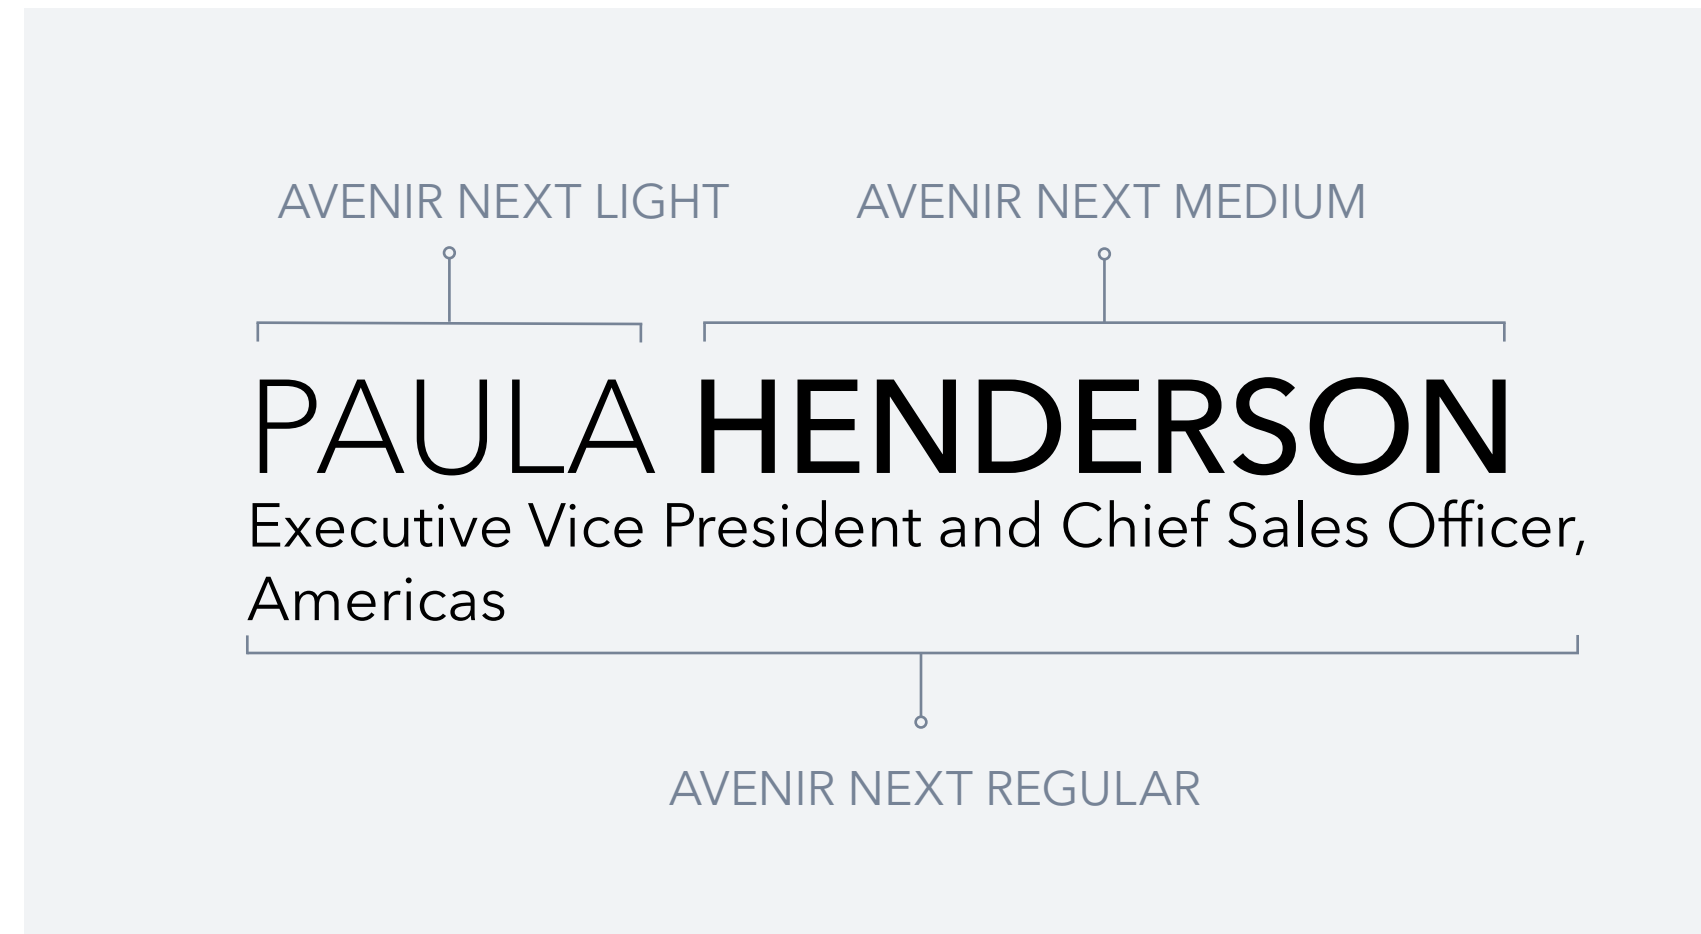 AVENIR NEXT LIGHT AVENIR NEXT MEDIUM
PAULA HENDERSON
Executive Vice President and Chief Sales Officer,
Americas
AVENIR NEXT REGULAR